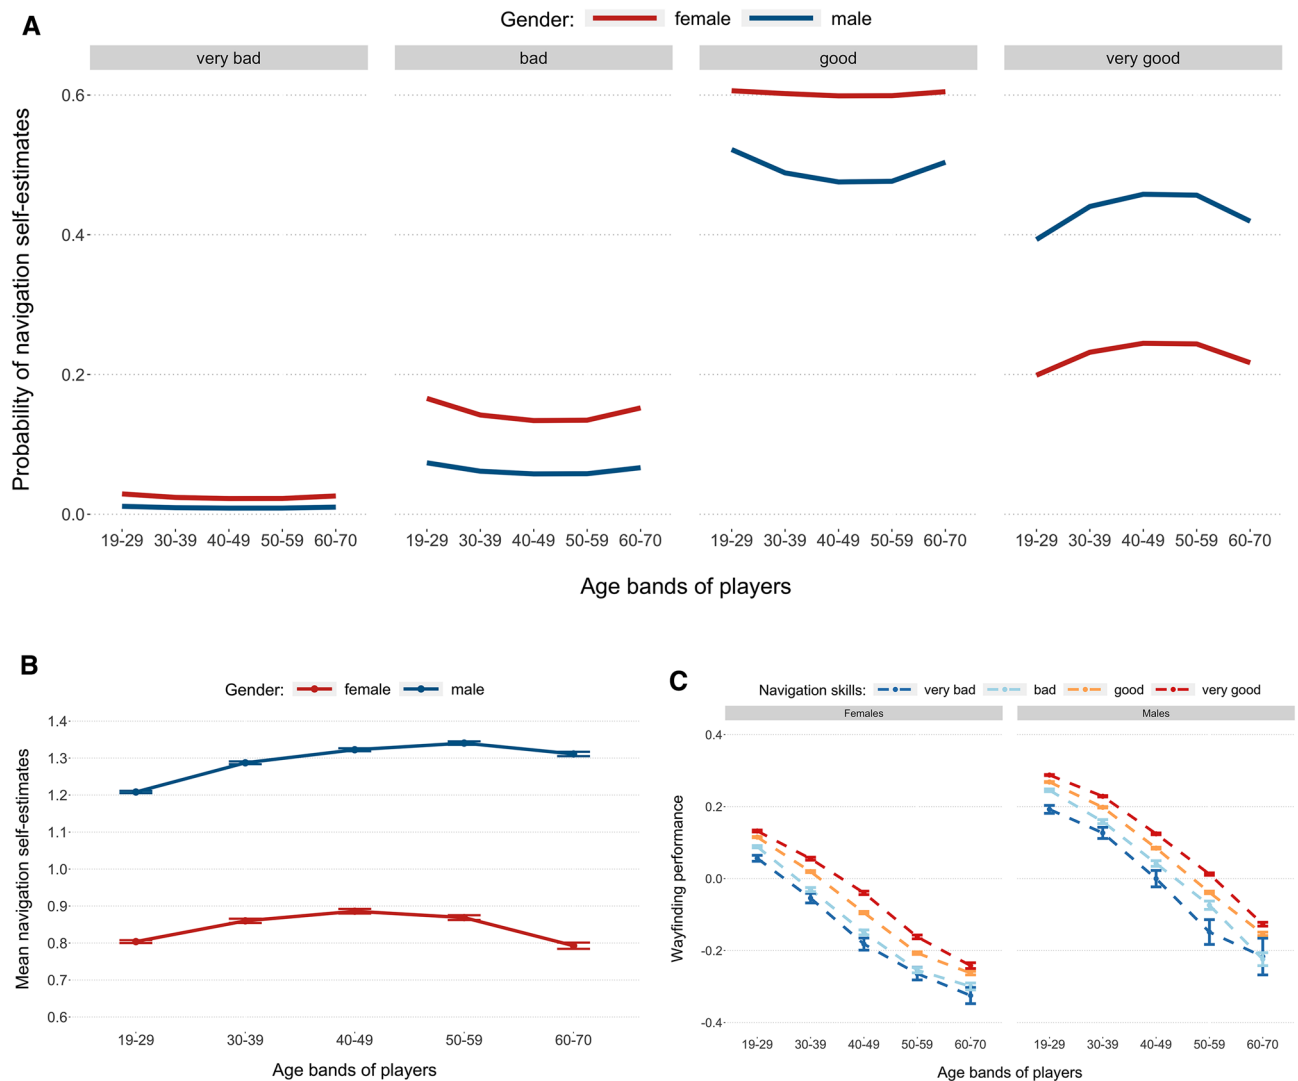 A
Gender: female male
very bad bad good very good
Probability of navigation self-estimates
0.6
0.4
0.2
0.0
19-29 30-39 40-49 50-59 60-70 19-29 30-39 40-49 50-59 60-70 19-29 30-39 40-49 50-59 60-70 19-29 30-39 40-49 50-59 60-70
Age bands of players
B
Gender: female male
Mean navigation self-estimates
1.4
1.3
1.2
1.1
1.0
0.9
0.8
0.7
0.6
19-29 30-39 40-49 50-59 60-70
Age bands of players
C
Navigation skills: very bad bad good very good
Females Males
Wayfinding performance
0.4
0.2
0.0
-0.2
-0.4
19-29 30-39 40-49 50-59 60-70 19-29 30-39 40-49 50-59 60-70
Age bands of players